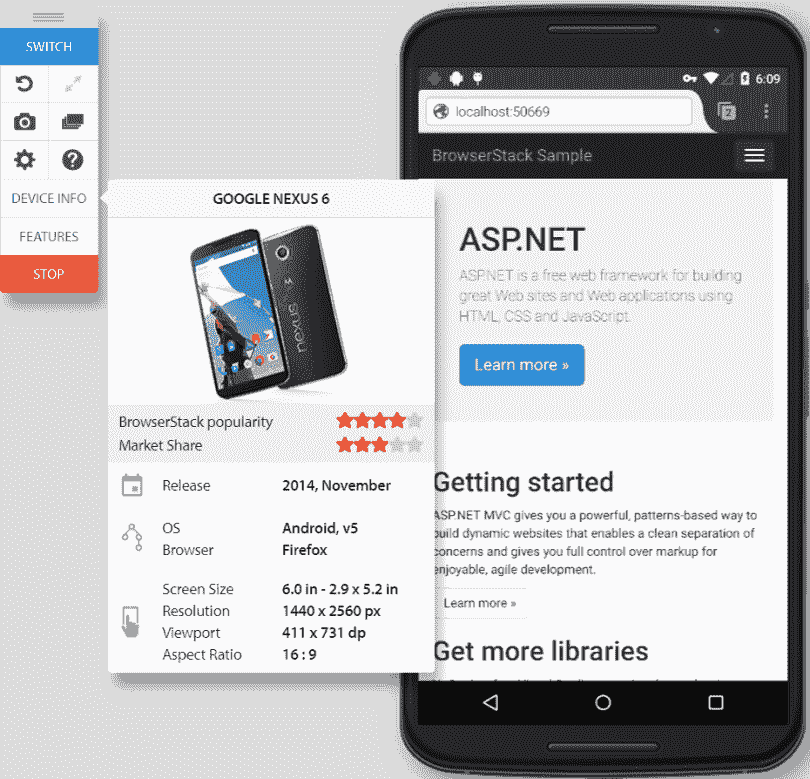 SWITCH
DEVICE INFO
FEATURES
STOP
GOOGLE NEXUS 6
nexus
BrowserStack popularity
Market Share
Release 2014, November
OS Android, v5
Browser Firefox
Screen Size 6.0 in - 2.9 x 5.2 in
Resolution 1440 x 2560 px
Viewport 411 x 731 dp
Aspect Ratio 16 : 9
6:09
localhost:50669
2
BrowserStack Sample
ASP.NET
ASP.NET is a free web framework for building
great Web sites and Web applications using
HTML, CSS and JavaScript.
Learn more »
Getting started
ASP.NET MVC gives you a powerful, patterns-based way to
build dynamic websites that enables a clean separation of
concerns and gives you full control over markup for
enjoyable, agile development.
Learn more »
Get more libraries